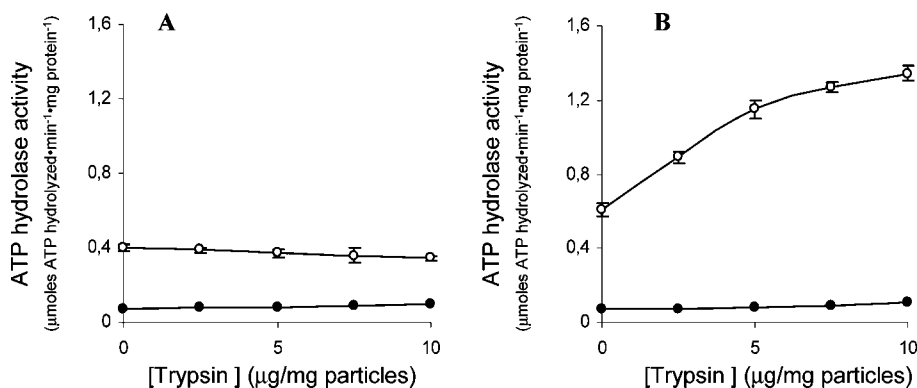 A
ATP hydrolase activity
(μmoles ATP hydrolyzed•min⁻¹•mg protein⁻¹)
1,6
1,2
0,8
0,4
0
0
5
10
[Trypsin ] (μg/mg particles)
B
ATP hydrolase activity
(μmoles ATP hydrolyzed•min⁻¹•mg protein⁻¹)
1,6
1,2
0,8
0,4
0
0
5
10
[Trypsin ] (μg/mg particles)